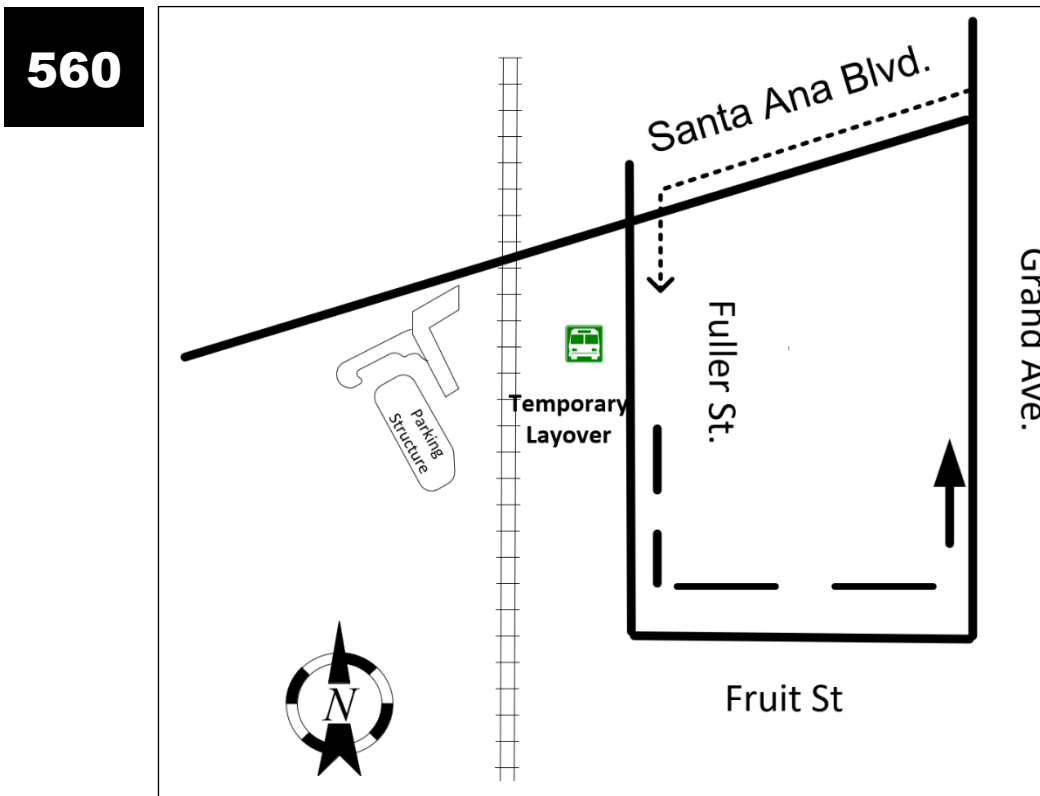 560
Santa Ana Blvd.
Grand Ave.
Fuller St.
Temporary
Layover
Parking
Structure
N
Fruit St